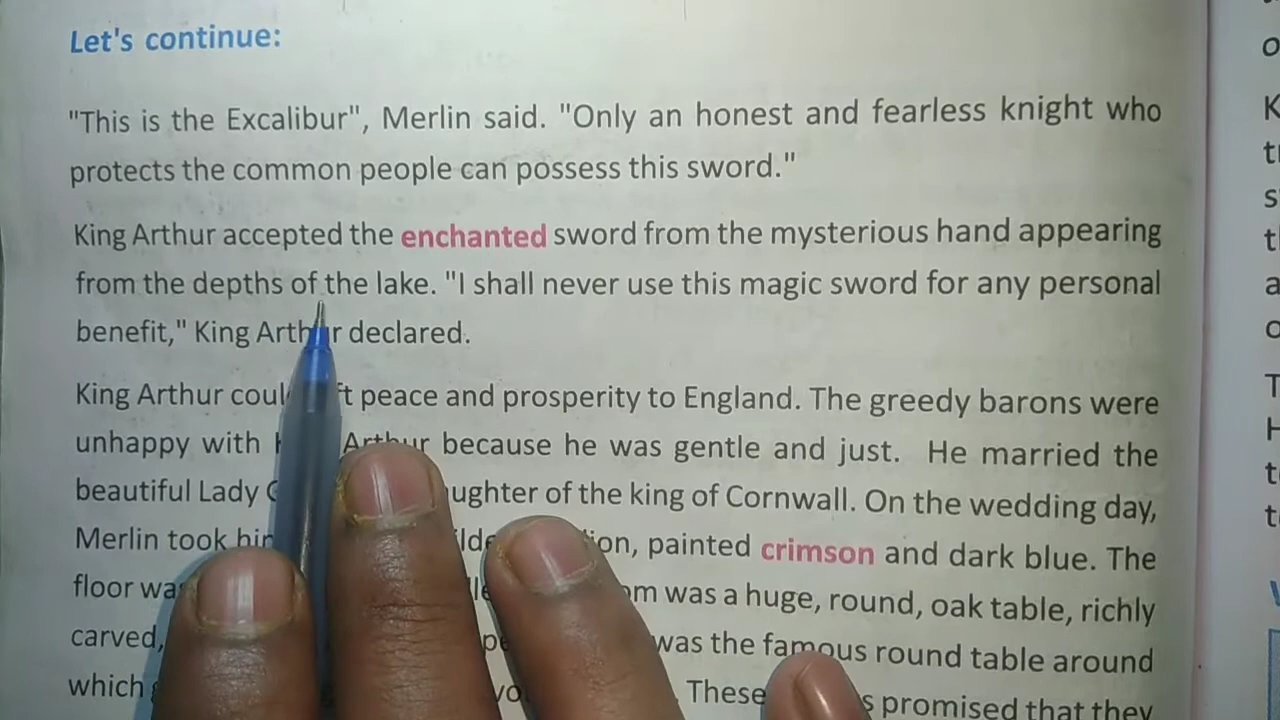 Let's continue:
"This is the Excalibur", Merlin said. "Only an honest and fearless knight who
protects the common people can possess this sword."
King Arthur accepted the enchanted sword from the mysterious hand appearing
from the depths of the lake. "I shall never use this magic sword for any personal
benefit," King Arthur declared.
King Arthur peace and prosperity to England. The greedy barons were
unhappy with Arthur because he was gentle and just. He married the
beautiful Lady of the king of Cornwall. On the wedding day,
Merlin took painted crimson and dark blue. The
floor was a huge, round, oak table, richly
carved, was the famous round table around
which These promised that they